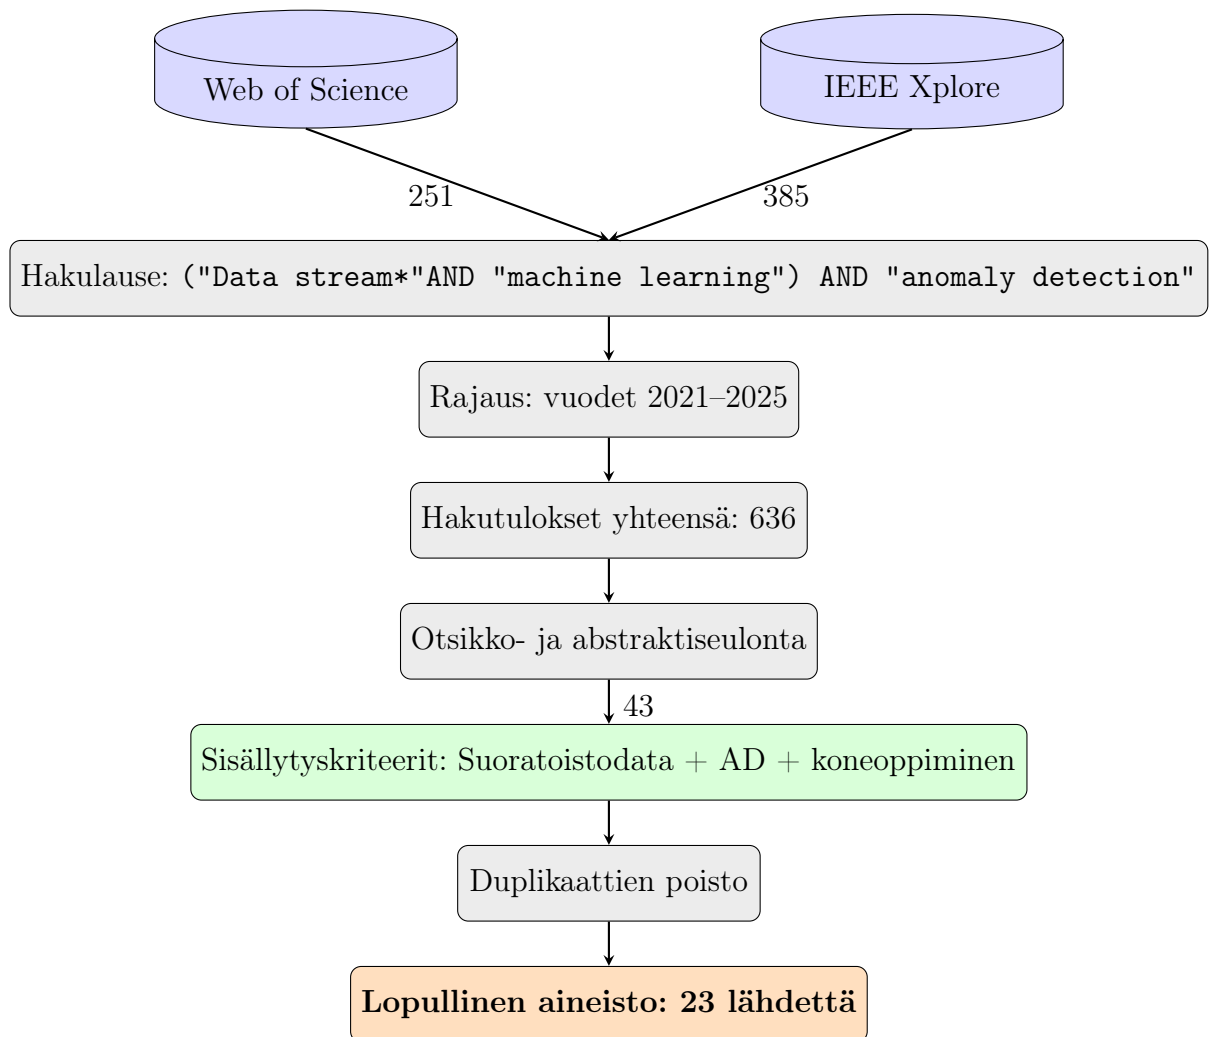 Web of Science
IEEE Xplore
251
385
Hakulause: ("Data stream*"AND "machine learning") AND "anomaly detection"
Rajaus: vuodet 2021–2025
Hakutulokset yhteensä: 636
Otsikko- ja abstraktiseulonta
43
Sisällytyskriteerit: Suoratoistodata + AD + koneoppiminen
Duplikaattien poisto
Lopullinen aineisto: 23 lähdettä